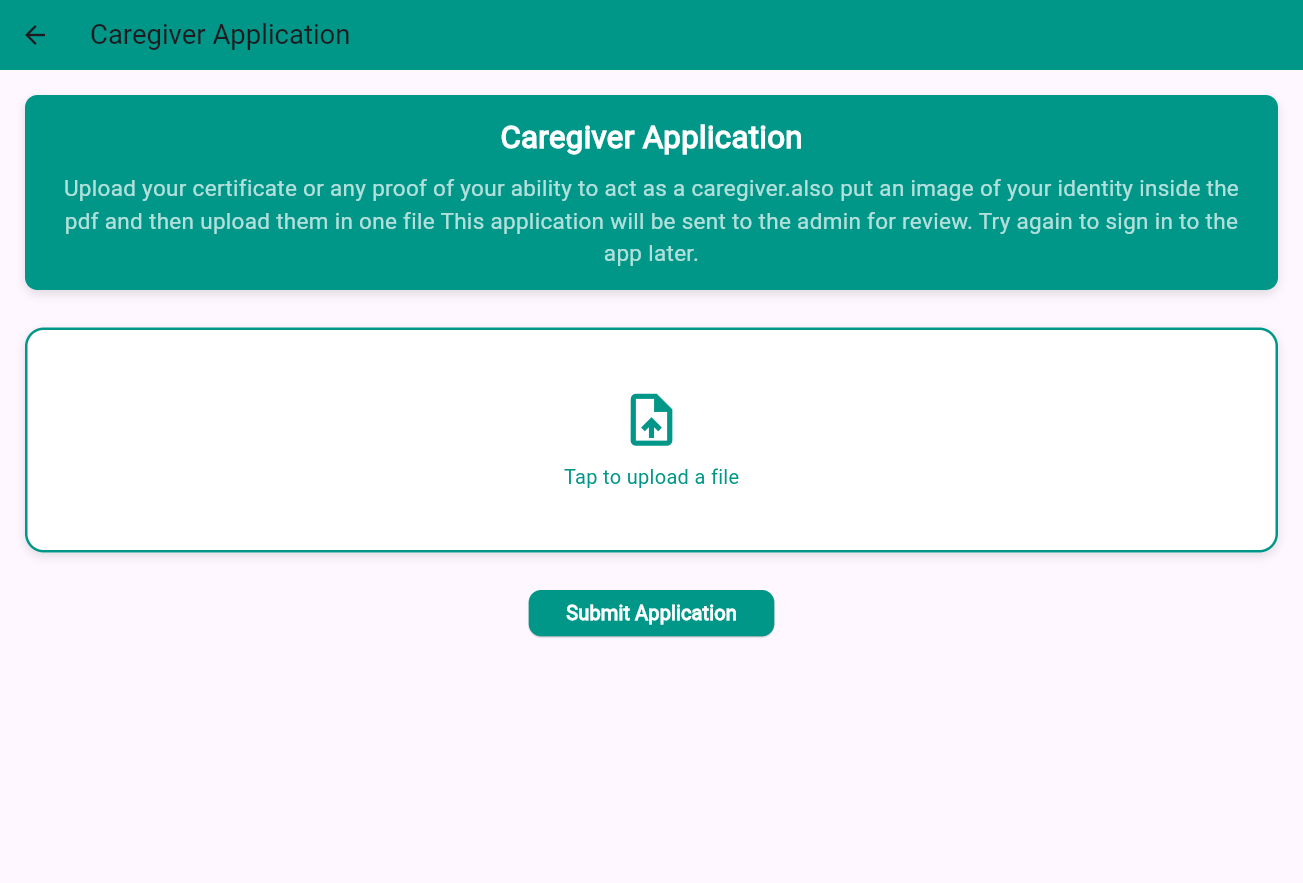 Caregiver Application
Caregiver Application
Upload your certificate or any proof of your ability to act as a caregiver.also put an image of your identity inside the
pdf and then upload them in one file This application will be sent to the admin for review. Try again to sign in to the
app later.
Tap to upload a file
Submit Application